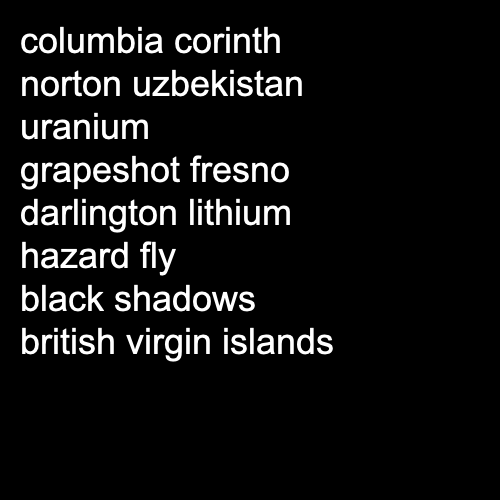 columbia corinth
norton uzbekistan
uranium
grapeshot fresno
darlington lithium
hazard fly
black shadows
british virgin islands